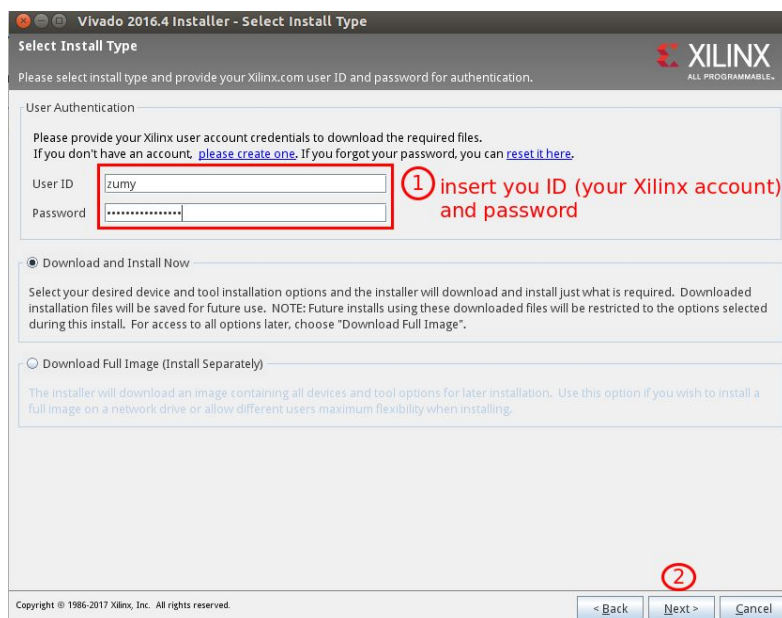 Vivado 2016.4 Installer - Select Install Type
Select Install Type
XILINX
ALL PROGRAMMABLE.
Please select install type and provide your Xilinx.com user ID and password for authentication.
User Authentication
Please provide your Xilinx user account credentials to download the required files.
If you don't have an account, please create one. If you forgot your password, you can reset it here.
User ID zumy
1 insert you ID (your Xilinx account)
Password ••••••••••••••••
and password
Download and Install Now
Select your desired device and tool installation options and the installer will download and install just what is required. Downloaded
installation files will be saved for future use. NOTE: Future installs using these downloaded files will be restricted to the options selected
during this install. For access to all options later, choose "Download Full Image".
Download Full Image (Install Separately)
The installer will download an image containing all devices and tool options for later installation. Use this option if you wish to install a
full image on a network drive or allow different users maximum flexibility when installing.
2
Copyright © 1986-2017 Xilinx, Inc. All rights reserved.
< Back Next > Cancel